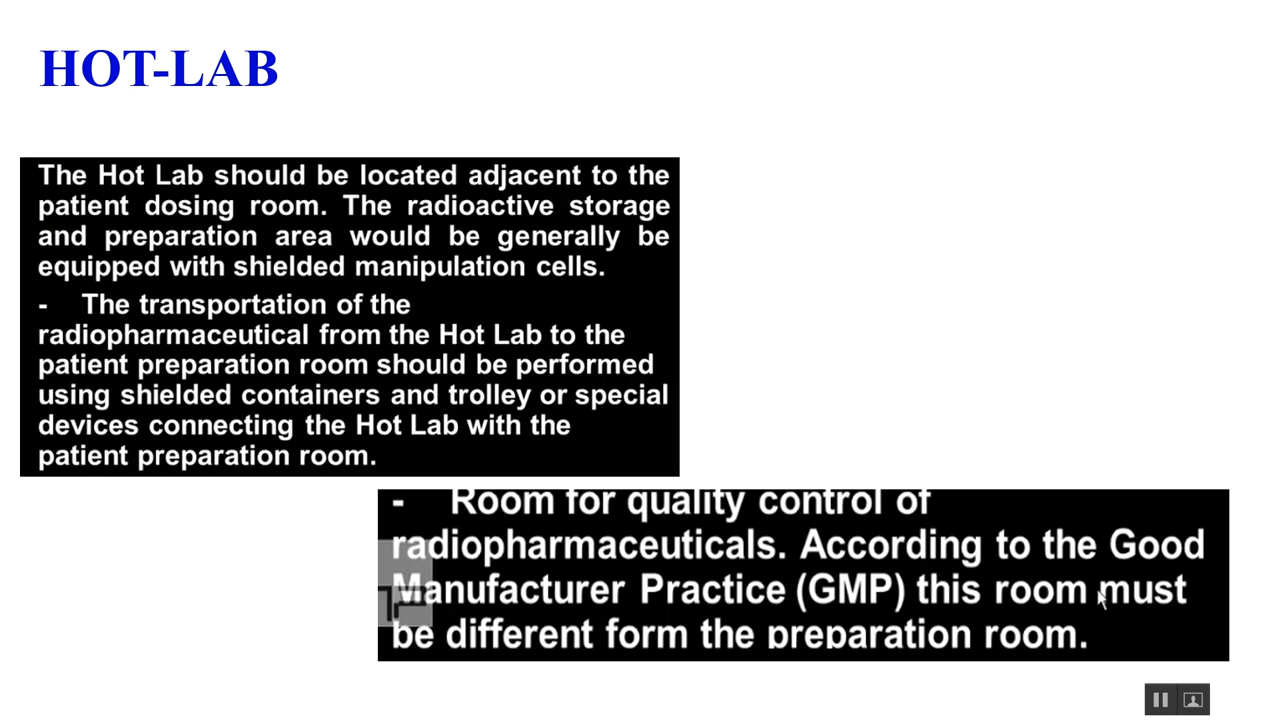 HOT-LAB
The Hot Lab should be located adjacent to the
patient dosing room. The radioactive storage
and preparation area would be generally be
equipped with shielded manipulation cells.
- The transportation of the
radiopharmaceutical from the Hot Lab to the
patient preparation room should be performed
using shielded containers and trolley or special
devices connecting the Hot Lab with the
patient preparation room.
- Room for quality control of
radiopharmaceuticals. According to the Good
Manufacturer Practice (GMP) this room must
be different form the preparation room.